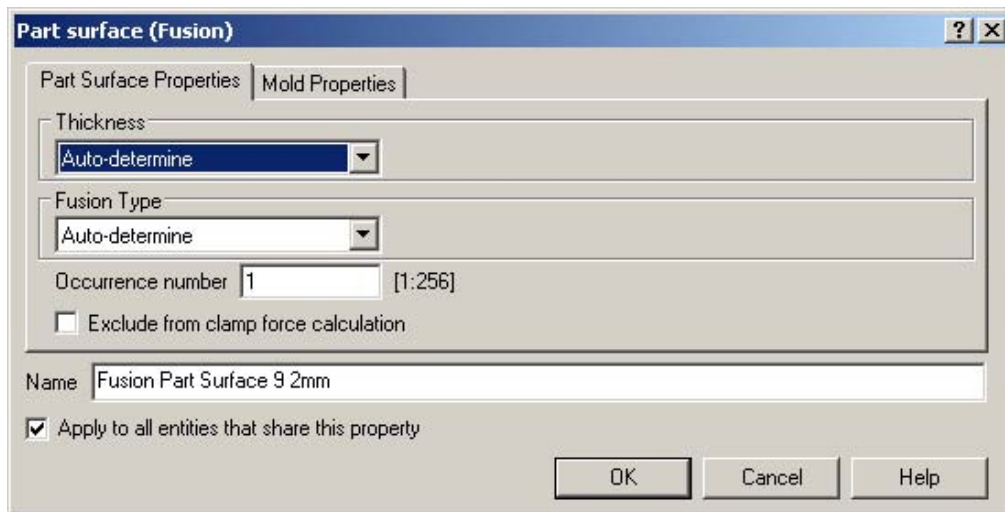 Part surface (Fusion)
Part Surface Properties Mold Properties
Thickness
Auto-determine
Fusion Type
Auto-determine
Occurrence number 1 [1:256]
Exclude from clamp force calculation
Name Fusion Part Surface 9 2mm
Apply to all entities that share this property
OK Cancel Help